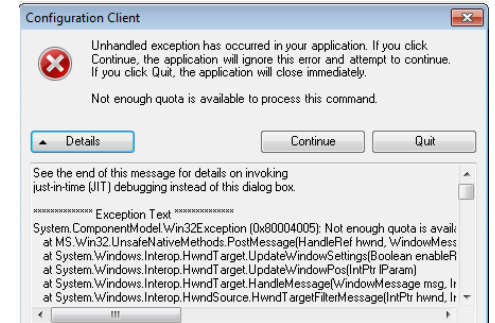 Configuration Client
Unhandled exception has occurred in your application. If you click
Continue, the application will ignore this error and attempt to continue.
If you click Quit, the application will close immediately.
Not enough quota is available to process this command.
Details
Continue
Quit
See the end of this message for details on invoking
just-in-time (JIT) debugging instead of this dialog box.
************** Exception Text **************
System.ComponentModel.Win32Exception (0x80004005): Not enough quota is availa
at MS.Win32.UnsafeNativeMethods.PostMessage(HandleRef hwnd, WindowMess
at System.Windows.Interop.HwndTarget.UpdateWindowSettings(Boolean enableR
at System.Windows.Interop.HwndTarget.UpdateWindowPos(IntPtr lParam)
at System.Windows.Interop.HwndTarget.HandleMessage(WindowMessage msg, Ir
at System.Windows.Interop.HwndSource.HwndTargetFilterMessage(IntPtr hwnd, Ir